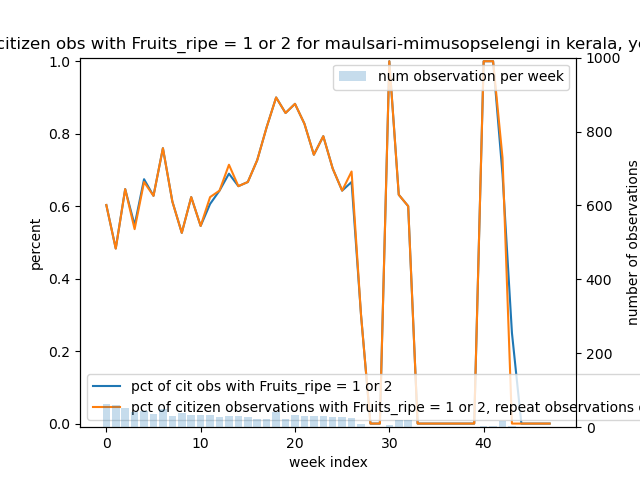 citizen obs with Fruits_ripe = 1 or 2 for maulsari-mimusopselengi in kerala,
num observation per week
1.0
0.8
0.6
0.4
0.2
0.0
percent
1000
800
600
400
200
0
number of observations
pct of cit obs with Fruits_ripe = 1 or 2
pct of citizen observations with Fruits_ripe = 1 or 2, repeat observations
0 10 20 30 40
week index